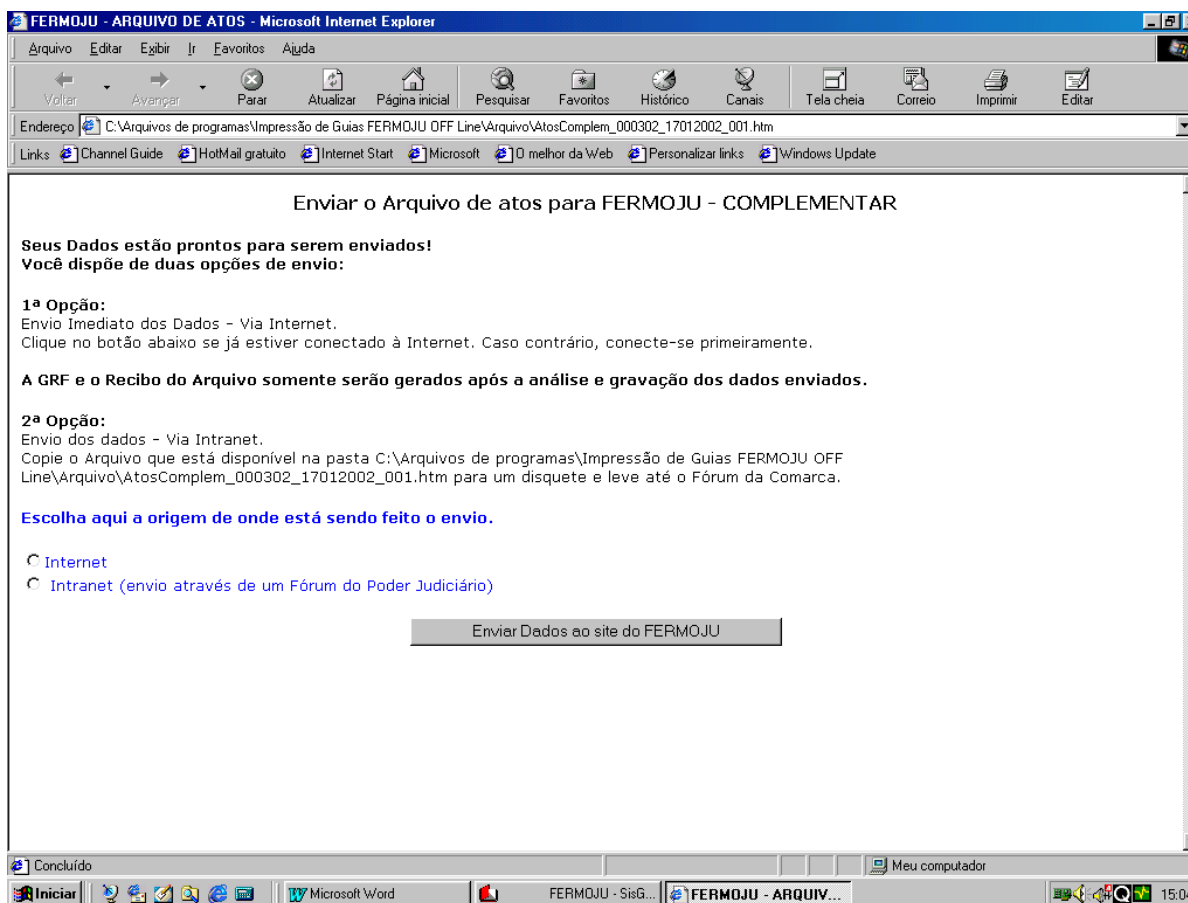 FERMOJU - ARQUIVO DE ATOS - Microsoft Internet Explorer
Arquivo Editar Exibir Ir Favoritos Ajuda
Voltar Avançar Parar Atualizar Página inicial Pesquisar Favoritos Histórico Canais Tela cheia Correio Imprimir Editar
Endereço C:\Arquivos de programas\Impressão de Guias FERMOJU OFF Line\Arquivo\AtosComplem_000302_17012002_001.htm
Links Channel Guide HotMail gratuito Internet Start Microsoft O melhor da Web Personalizar links Windows Update
Enviar o Arquivo de atos para FERMOJU - COMPLEMENTAR
Seus Dados estão prontos para serem enviados!
Você dispõe de duas opções de envio:
1ª Opção:
Envio Imediato dos Dados - Via Internet.
Clique no botão abaixo se já estiver conectado à Internet. Caso contrário, conecte-se primeiramente.
A GRF e o Recibo do Arquivo somente serão gerados após a análise e gravação dos dados enviados.
2ª Opção:
Envio dos dados - Via Intranet.
Copie o Arquivo que está disponível na pasta C:\Arquivos de programas\Impressão de Guias FERMOJU OFF
Line\Arquivo\AtosComplem_000302_17012002_001.htm para um disquete e leve até o Fórum da Comarca.
Escolha aqui a origem de onde está sendo feito o envio.
Internet
Intranet (envio através de um Fórum do Poder Judiciário)
Enviar Dados ao site do FERMOJU
Concluído Meu computador
Iniciar Microsoft Word FERMOJU - SisG... FERMOJU - ARQUIV... 15:04